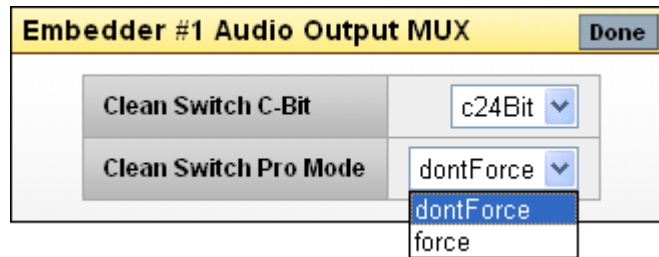 Embedder #1 Audio Output MUX Done
Clean Switch C-Bit c24Bit
Clean Switch Pro Mode dontForce
dontForce
force